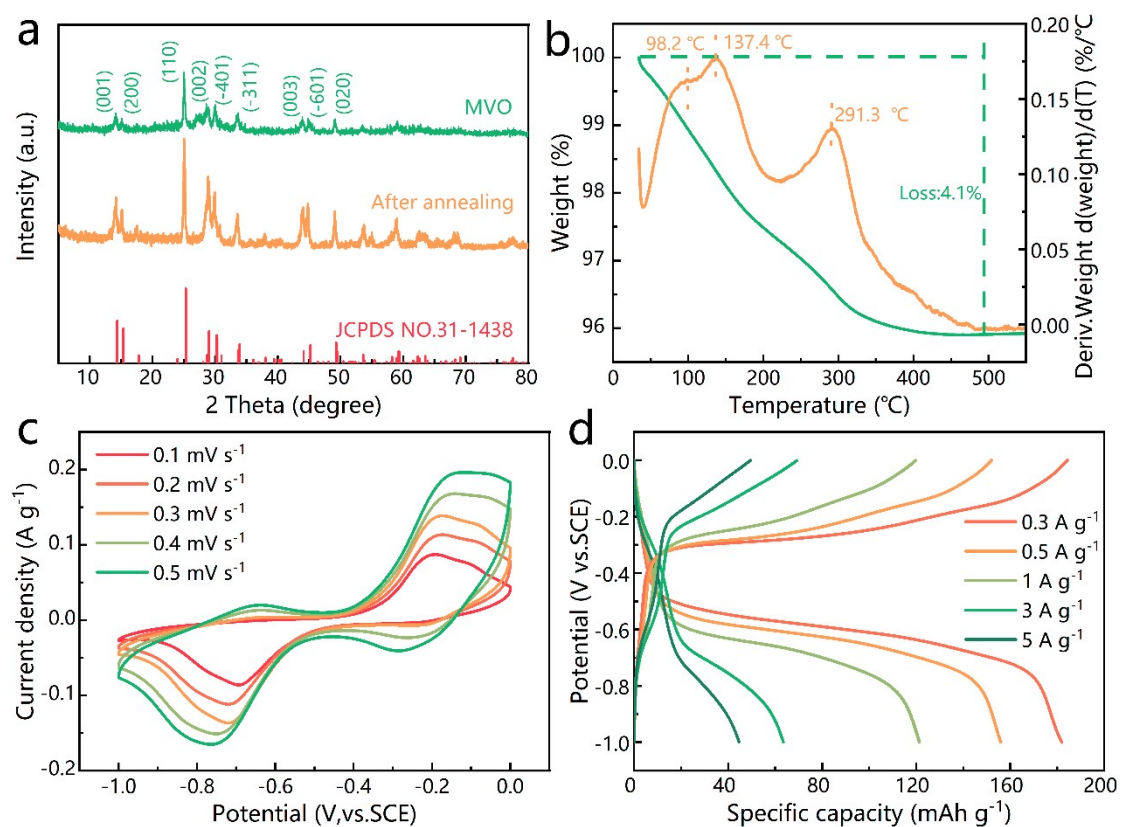 a
(001)
(200)
(110)
(002)
(-401)
(-311)
(003)
(-601)
(020)
MVO
After annealing
JCPDS NO.31-1438
Intensity (a.u.)
10 20 30 40 50 60 70 80
2 Theta (degree)
b
98.2 ℃
137.4 ℃
291.3 ℃
Loss:4.1%
100
99
98
97
96
Weight (%)
0.20
0.15
0.10
0.05
0.00
Deriv.Weight d(weight)/d(T) (%/℃
0 100 200 300 400 500
Temperature (℃)
c
0.1 mV s⁻¹
0.2 mV s⁻¹
0.3 mV s⁻¹
0.4 mV s⁻¹
0.5 mV s⁻¹
0.2
0.1
0.0
-0.1
-0.2
Current density (A g⁻¹)
-1.0 -0.8 -0.6 -0.4 -0.2 0.0
Potential (V,vs.SCE)
d
0.3 A g⁻¹
0.5 A g⁻¹
1 A g⁻¹
3 A g⁻¹
5 A g⁻¹
0.0
-0.2
-0.4
-0.6
-0.8
-1.0
Potential (V vs.SCE)
0 40 80 120 160 200
Specific capacity (mAh g⁻¹)